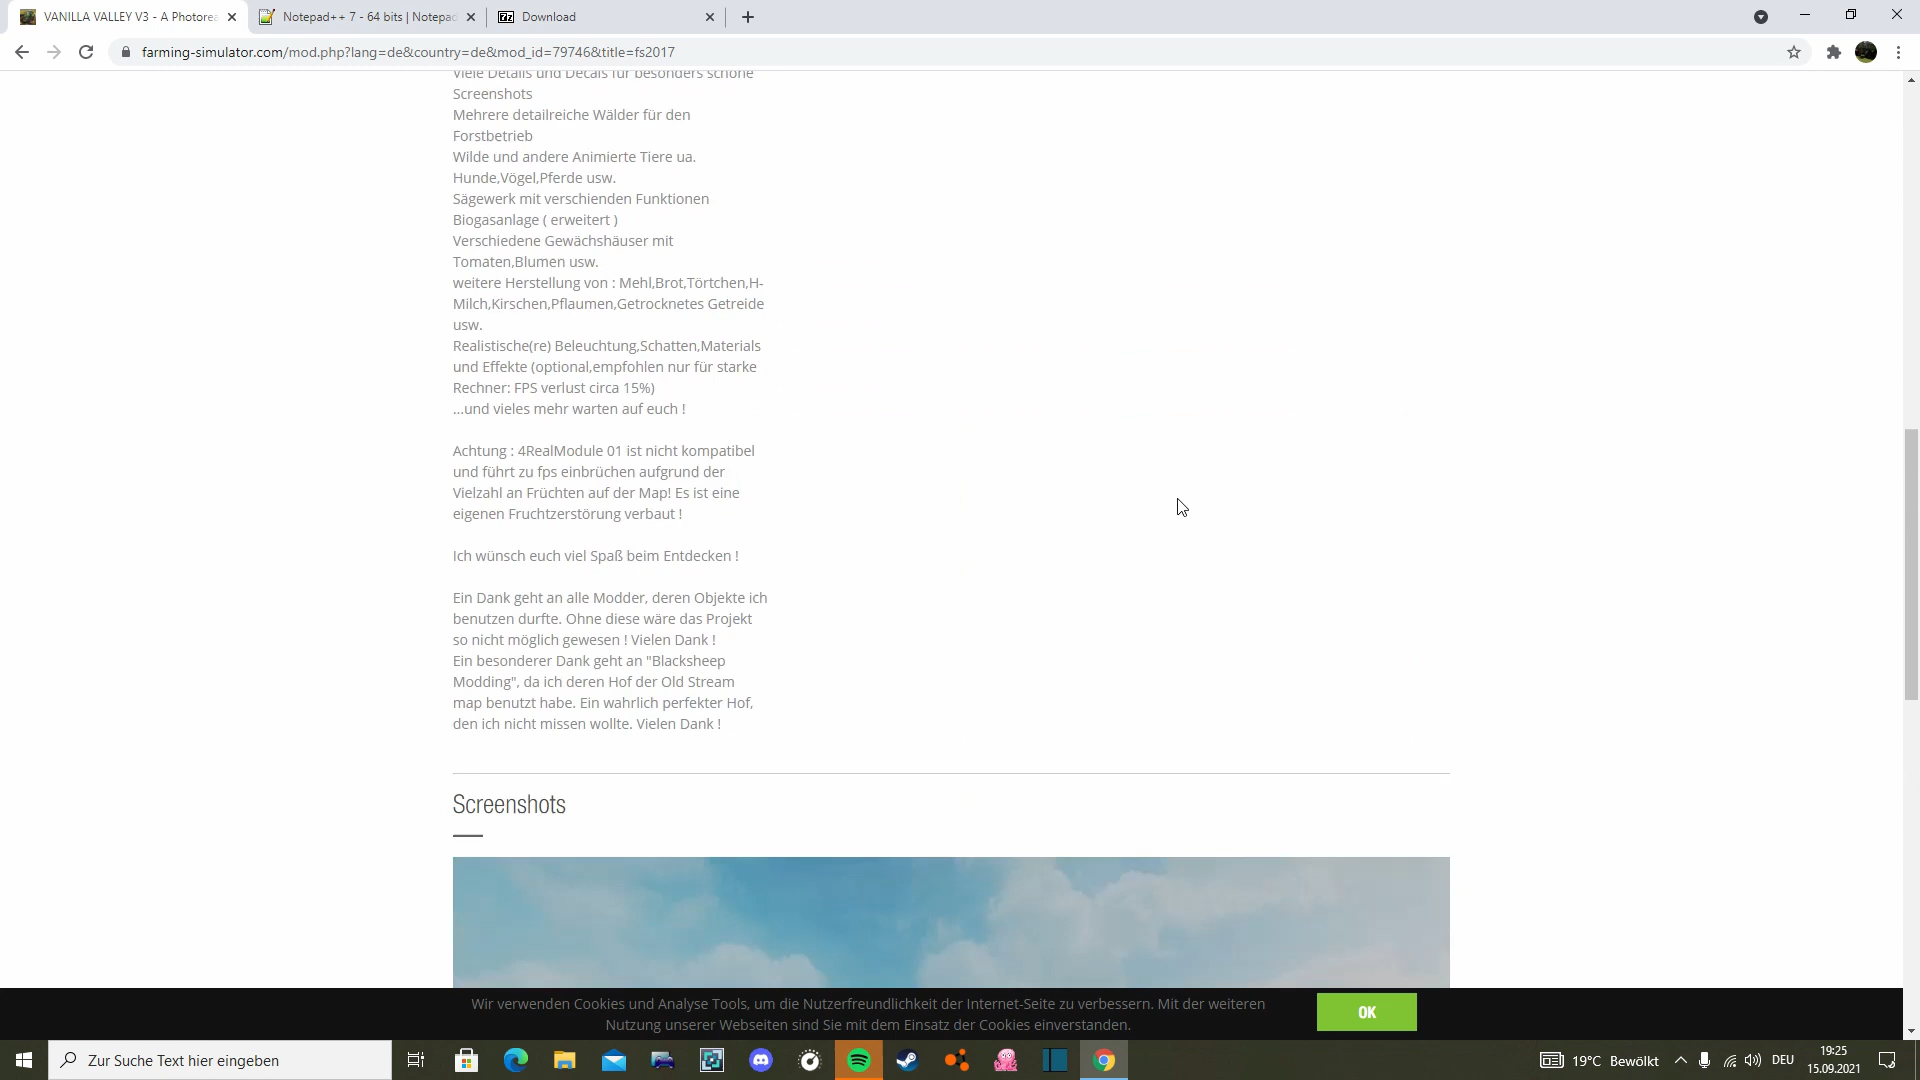 VANILLA VALLEY V3 - A Photorea
Notepad++ 7 - 64 bits | Notepad
Download
farming-simulator.com/mod.php?lang=de&country=de&mod_id=79746&title=fs2017
Viele Details und Decals für besonders schöne
Screenshots
Mehrere detailreiche Wälder für den
Forstbetrieb
Wilde und andere Animierte Tiere ua.
Hunde,Vögel,Pferde usw.
Sägewerk mit verschienden Funktionen
Biogasanlage ( erweitert )
Verschiedene Gewächshäuser mit
Tomaten,Blumen usw.
weitere Herstellung von : Mehl,Brot,Törtchen,H-
Milch,Kirschen,Pflaumen,Getrocknetes Getreide
usw.
Realistische(re) Beleuchtung,Schatten,Materials
und Effekte (optional,empfohlen nur für starke
Rechner: FPS verlust circa 15%)
...und vieles mehr warten auf euch !
Achtung : 4RealModule 01 ist nicht kompatibel
und führt zu fps einbrüchen aufgrund der
Vielzahl an Früchten auf der Map! Es ist eine
eigenen Fruchtzerstörung verbaut !
Ich wünsch euch viel Spaß beim Entdecken !
Ein Dank geht an alle Modder, deren Objekte ich
benutzen durfte. Ohne diese wäre das Projekt
so nicht möglich gewesen ! Vielen Dank !
Ein besonderer Dank geht an "Blacksheep
Modding", da ich deren Hof der Old Stream
map benutzt habe. Ein wahrlich perfekter Hof,
den ich nicht missen wollte. Vielen Dank !
Screenshots
Wir verwenden Cookies und Analyse Tools, um die Nutzerfreundlichkeit der Internet-Seite zu verbessern. Mit der weiteren
Nutzung unserer Webseiten sind Sie mit dem Einsatz der Cookies einverstanden.
OK
Zur Suche Text hier eingeben
19°C Bewölkt
DEU
19:25
15.09.2021